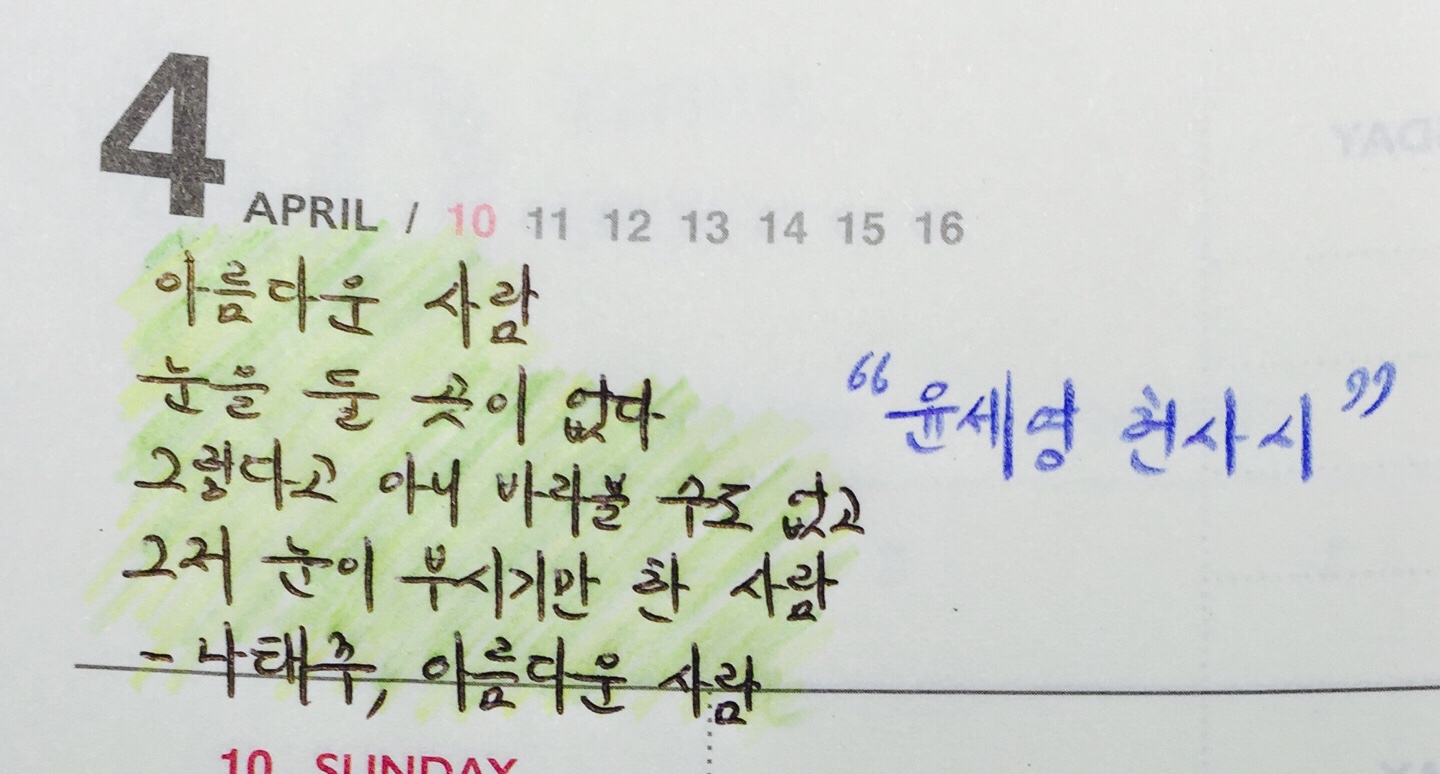 4
APRIL / 10 11 12 13 14 15 16
아름다운 사람
눈을 둘 곳이 없다
그렇다고 아니 바라볼 수도 없고
그저 눈이 부시기만 한 사람
- 나태주, 아름다운 사람
“윤세영 헌사시”
10 SUNDAY